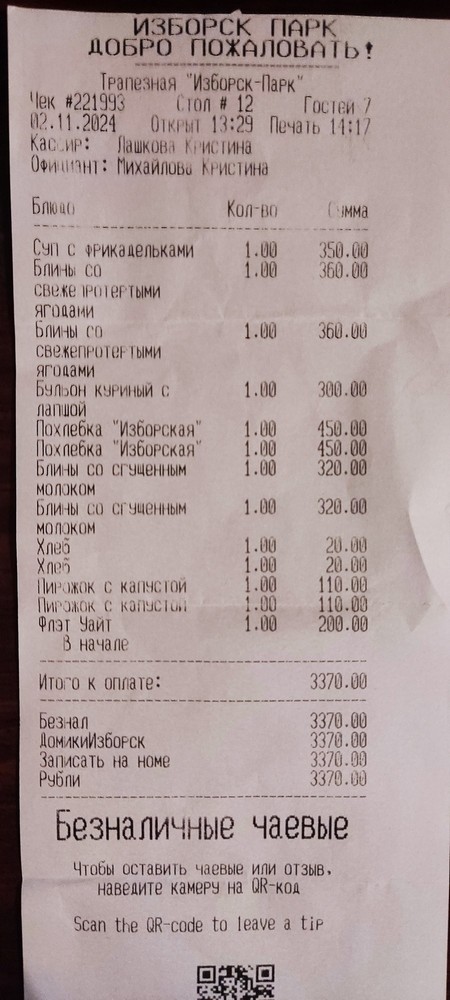 ИЗБОРСК ПАРК
ДОБРО ПОЖАЛОВАТЬ!
Трапезная "Изборск-Парк"
Чек #221993 Стол # 12 Гостей 7
02.11.2024 Открыт 13:29 Печать 14:17
Кассир: Лашкова Кристина
Официант: Михайлова Кристина
Блюдо Кол-во Сумма
Суп с фрикадельками 1.00 350.00
Блины со 1.00 360.00
свежепротертыми
ягодами
Блины со 1.00 360.00
свежепротертыми
ягодами
Бульон куриный с 1.00 300.00
лапшой
Похлебка "Изборская" 1.00 450.00
Похлебка "Изборская" 1.00 450.00
Блины со сгущенным 1.00 320.00
молоком
Блины со сгущенным 1.00 320.00
молоком
Хлеб 1.00 20.00
Хлеб 1.00 20.00
Пирожок с капустой 1.00 110.00
Пирожок с капустой 1.00 110.00
Флэт Уайт 1.00 200.00
В начале
Итого к оплате: 3370.00
Безнал 3370.00
ДомикиИзборск 3370.00
Записать на номе 3370.00
Рубли 3370.00
Безналичные чаевые
Чтобы оставить чаевые или отзыв,
наведите камеру на QR-код
Scan the QR-code to leave a tip